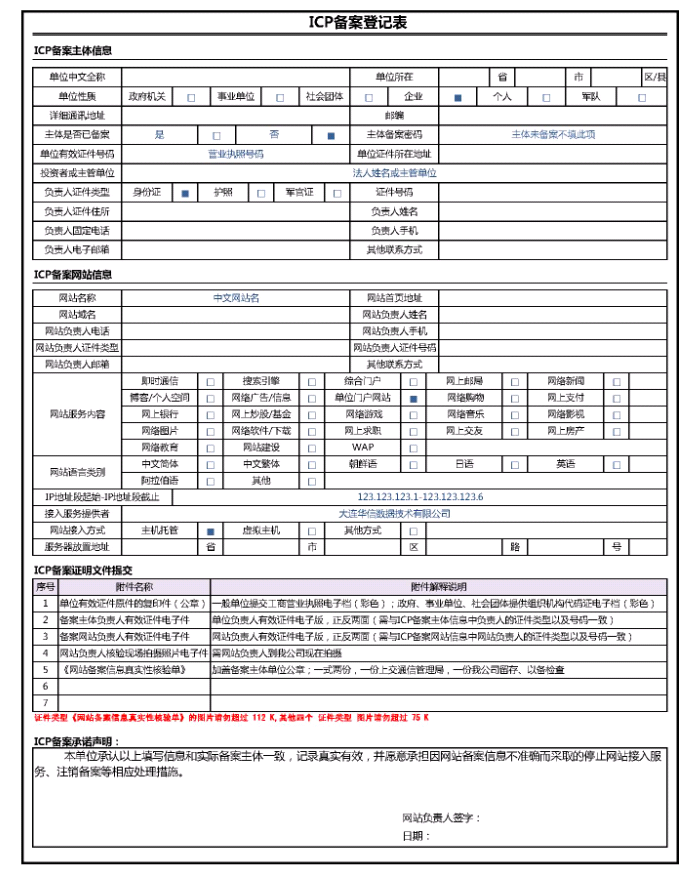 ICP备案登记表
ICP备案主体信息
单位中文全称 单位所在 省 市 区/县
单位性质 政府机关 □ 事业单位 □ 社会团体 □ 企业 ■ 个人 □ 军队 □
详细通讯地址 邮编
主体是否已备案 是 □ 否 ■ 主体备案密码 主体未备案不填此项
单位有效证件号码 营业执照号码 单位证件所在地址
投资者或主管单位 法人姓名或主管单位
负责人证件类型 身份证 ■ 护照 □ 军官证 □ 证件号码
负责人证件住所 负责人姓名
负责人固定电话 负责人手机
负责人电子邮箱 其他联系方式
ICP备案网站信息
网站名称 中文网站名 网站首页地址
网站域名 网站负责人姓名
网站负责人电话 网站负责人手机
网站负责人证件类型 网站负责人证件号码
网站负责人邮箱 其他联系方式
网站服务内容 即时通信 □ 搜索引擎 □ 综合门户 □ 网上邮局 □ 网络新闻 □
博客/个人空间 □ 网络广告/信息 □ 单位门户网站 ■ 网络购物 □ 网上支付 □
网上银行 □ 网上炒股/基金 □ 网络游戏 □ 网络音乐 □ 网络影视 □
网络图片 □ 网络软件/下载 □ 网上求职 □ 网上交友 □ 网上房产 □
网络教育 □ 网站建设 □ WAP □
网站语言类别 中文简体 □ 中文繁体 □ 朝鲜语 □ 日语 □ 英语 □
阿拉伯语 □ 其他 □
IP地址段起始-IP地址段截止 123.123.123.1-123.123.123.6
接入服务提供者 大连华信数据技术有限公司
网站接入方式 主机托管 ■ 虚拟主机 □ 其他方式 □
服务器放置地址 省 市 区 路 号
ICP备案证明文件提交
序号 附件名称 附件解释说明
1 单位有效证件原件的复印件（公章） 一般单位提交工商营业执照电子档（彩色）；政府、事业单位、社会团体提供组织机构代码证电子档（彩色）
2 备案主体负责人有效证件电子件 单位负责人有效证件电子版，正反两面（需与ICP备案主体信息中负责人的证件类型以及号码一致）
3 备案网站负责人有效证件电子件 网站负责人有效证件电子版，正反两面（需与ICP备案网站信息中网站负责人的证件类型以及号码一致）
4 网站负责人核验现场拍摄照片电子件 需网站负责人到我公司现在拍摄
5 《网站备案信息真实性核验单》 加盖备案主体单位公章；一式两份，一份上交通信管理局，一份我公司留存、以备检查
6
7
证件类型《网站备案信息真实性核验单》的图片请勿超过 112 K,其他四个 证件类型 图片请勿超过 75 K
ICP备案承诺声明：
本单位承认以上填写信息和实际备案主体一致，记录真实有效，并愿意承担因网站备案信息不准确而采取的停止网站接入服
务、注销备案等相应处理措施。
网站负责人签字：
日期：